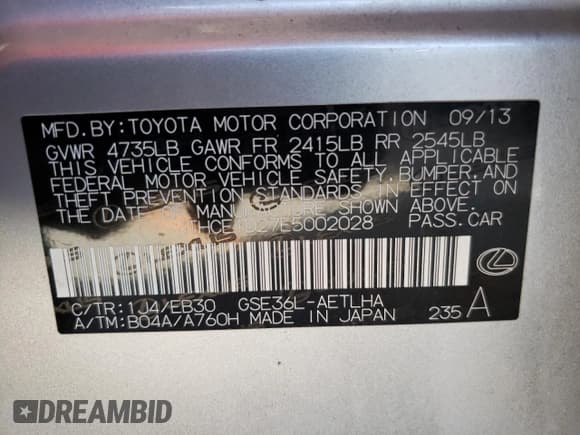 MFD.BY:TOYOTA MOTOR CORPORATION 09/13
GVWR 4735LB GAWR FR 2415LB RR 2545LB
THIS VEHICLE CONFORMS TO ALL APPLICABLE
FEDERAL MOTOR VEHICLE SAFETY,BUMPER,AND
THEFT PREVENTION STANDARDS IN EFFECT ON
THE DATE OF MANUFACTURE SHOWN ABOVE.
PASS.CAR
C/TR:1J4/EB30 GSE36L-AETLHA
A/TM:B04A/A760H MADE IN JAPAN 235 A
DREAMBID